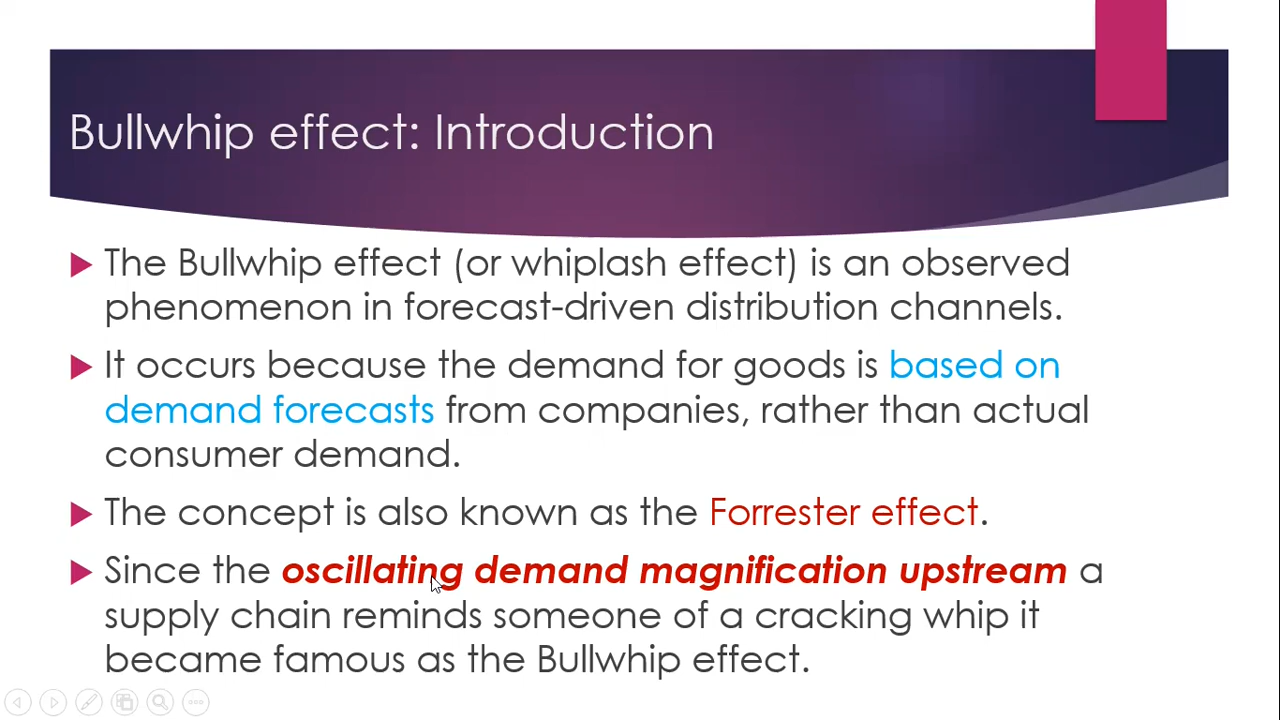 Bullwhip effect: Introduction
The Bullwhip effect (or whiplash effect) is an observed
phenomenon in forecast-driven distribution channels.
It occurs because the demand for goods is based on
demand forecasts from companies, rather than actual
consumer demand.
The concept is also known as the Forrester effect.
Since the oscillating demand magnification upstream a
supply chain reminds someone of a cracking whip it
became famous as the Bullwhip effect.